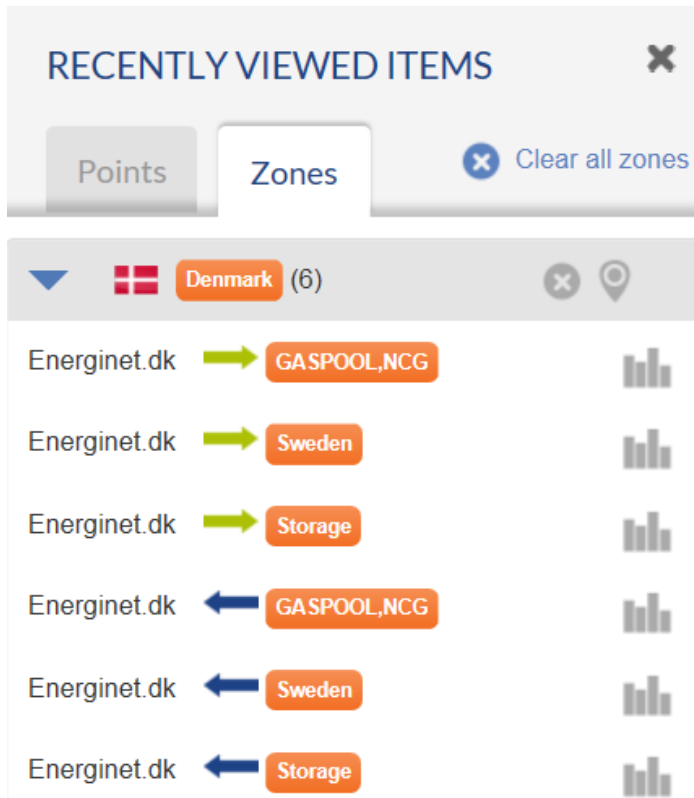 RECENTLY VIEWED ITEMS
Points Zones Clear all zones
Denmark (6)
Energinet.dk GASPOOL,NCG
Energinet.dk Sweden
Energinet.dk Storage
Energinet.dk GASPOOL,NCG
Energinet.dk Sweden
Energinet.dk Storage